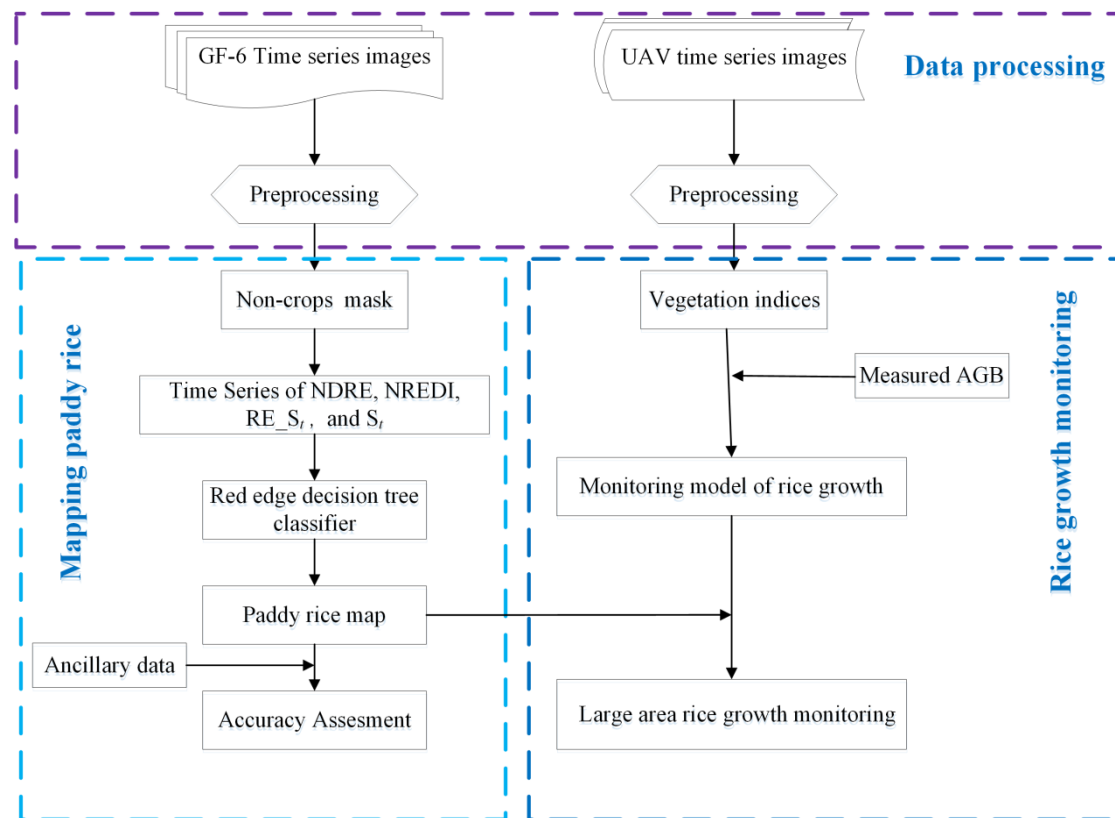 GF-6 Time series images
UAV time series images
Data processing
Preprocessing
Preprocessing
Mapping paddy rice
Non-crops mask
Time Series of NDRE, NREDI,
RE_St , and St
Red edge decision tree
classifier
Paddy rice map
Ancillary data
Accuracy Assesment
Vegetation indices
Measured AGB
Monitoring model of rice growth
Large area rice growth monitoring
Rice growth monitoring